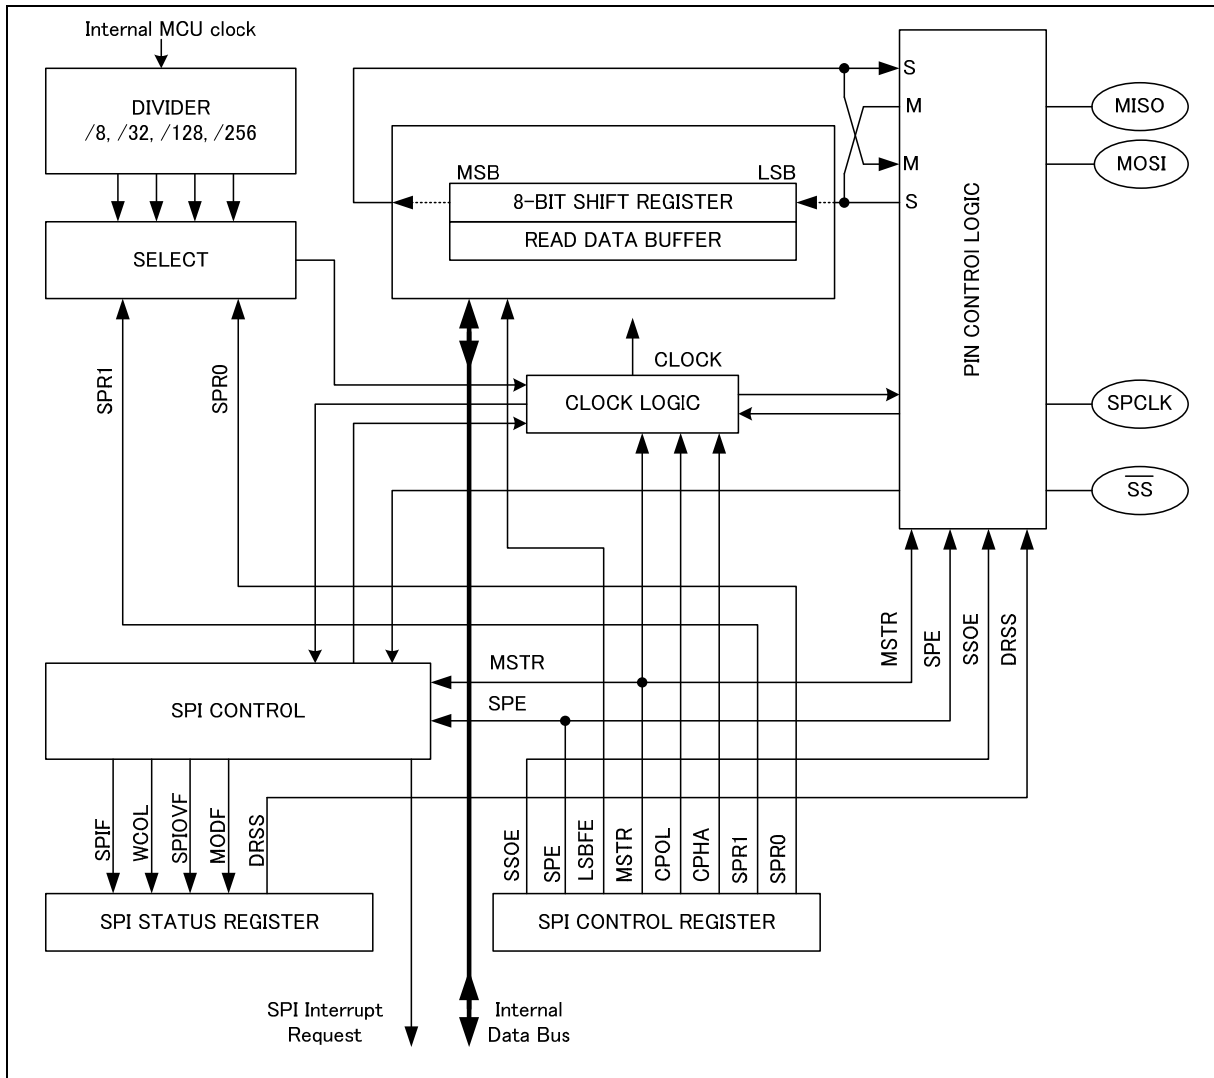 Internal MCU clock
DIVIDER
/8, /32, /128, /256
SELECT
MSB
LSB
8-BIT SHIFT REGISTER
READ DATA BUFFER
S
M
M
S
PIN CONTROl LOGIC
MISO
MOSI
SPCLK
SS
SPR1
SPR0
CLOCK
CLOCK LOGIC
MSTR
SPE
SSOE
DRSS
MSTR
SPE
SPI CONTROL
SPIF
WCOL
SPIOVF
MODF
DRSS
SSOE
SPE
LSBFE
MSTR
CPOL
CPHA
SPR1
SPR0
SPI STATUS REGISTER
SPI CONTROL REGISTER
SPI Interrupt
Request
Internal
Data Bus